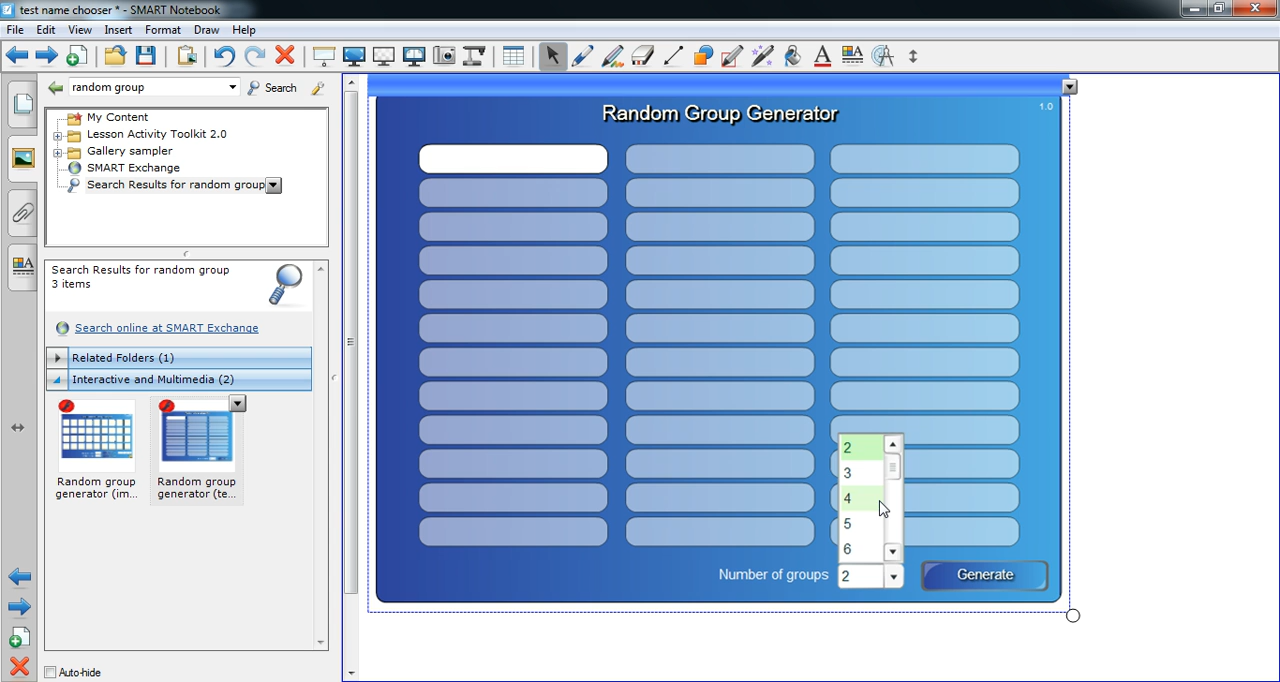 test name chooser * - SMART Notebook
File Edit View Insert Format Draw Help
random group Search
My Content
Lesson Activity Toolkit 2.0
Gallery sampler
SMART Exchange
Search Results for random group
Search Results for random group
3 items
Search online at SMART Exchange
Related Folders (1)
Interactive and Multimedia (2)
Random group generator (im...
Random group generator (te...
Auto-hide
Random Group Generator
1.0
2
3
4
5
6
Number of groups 2 Generate